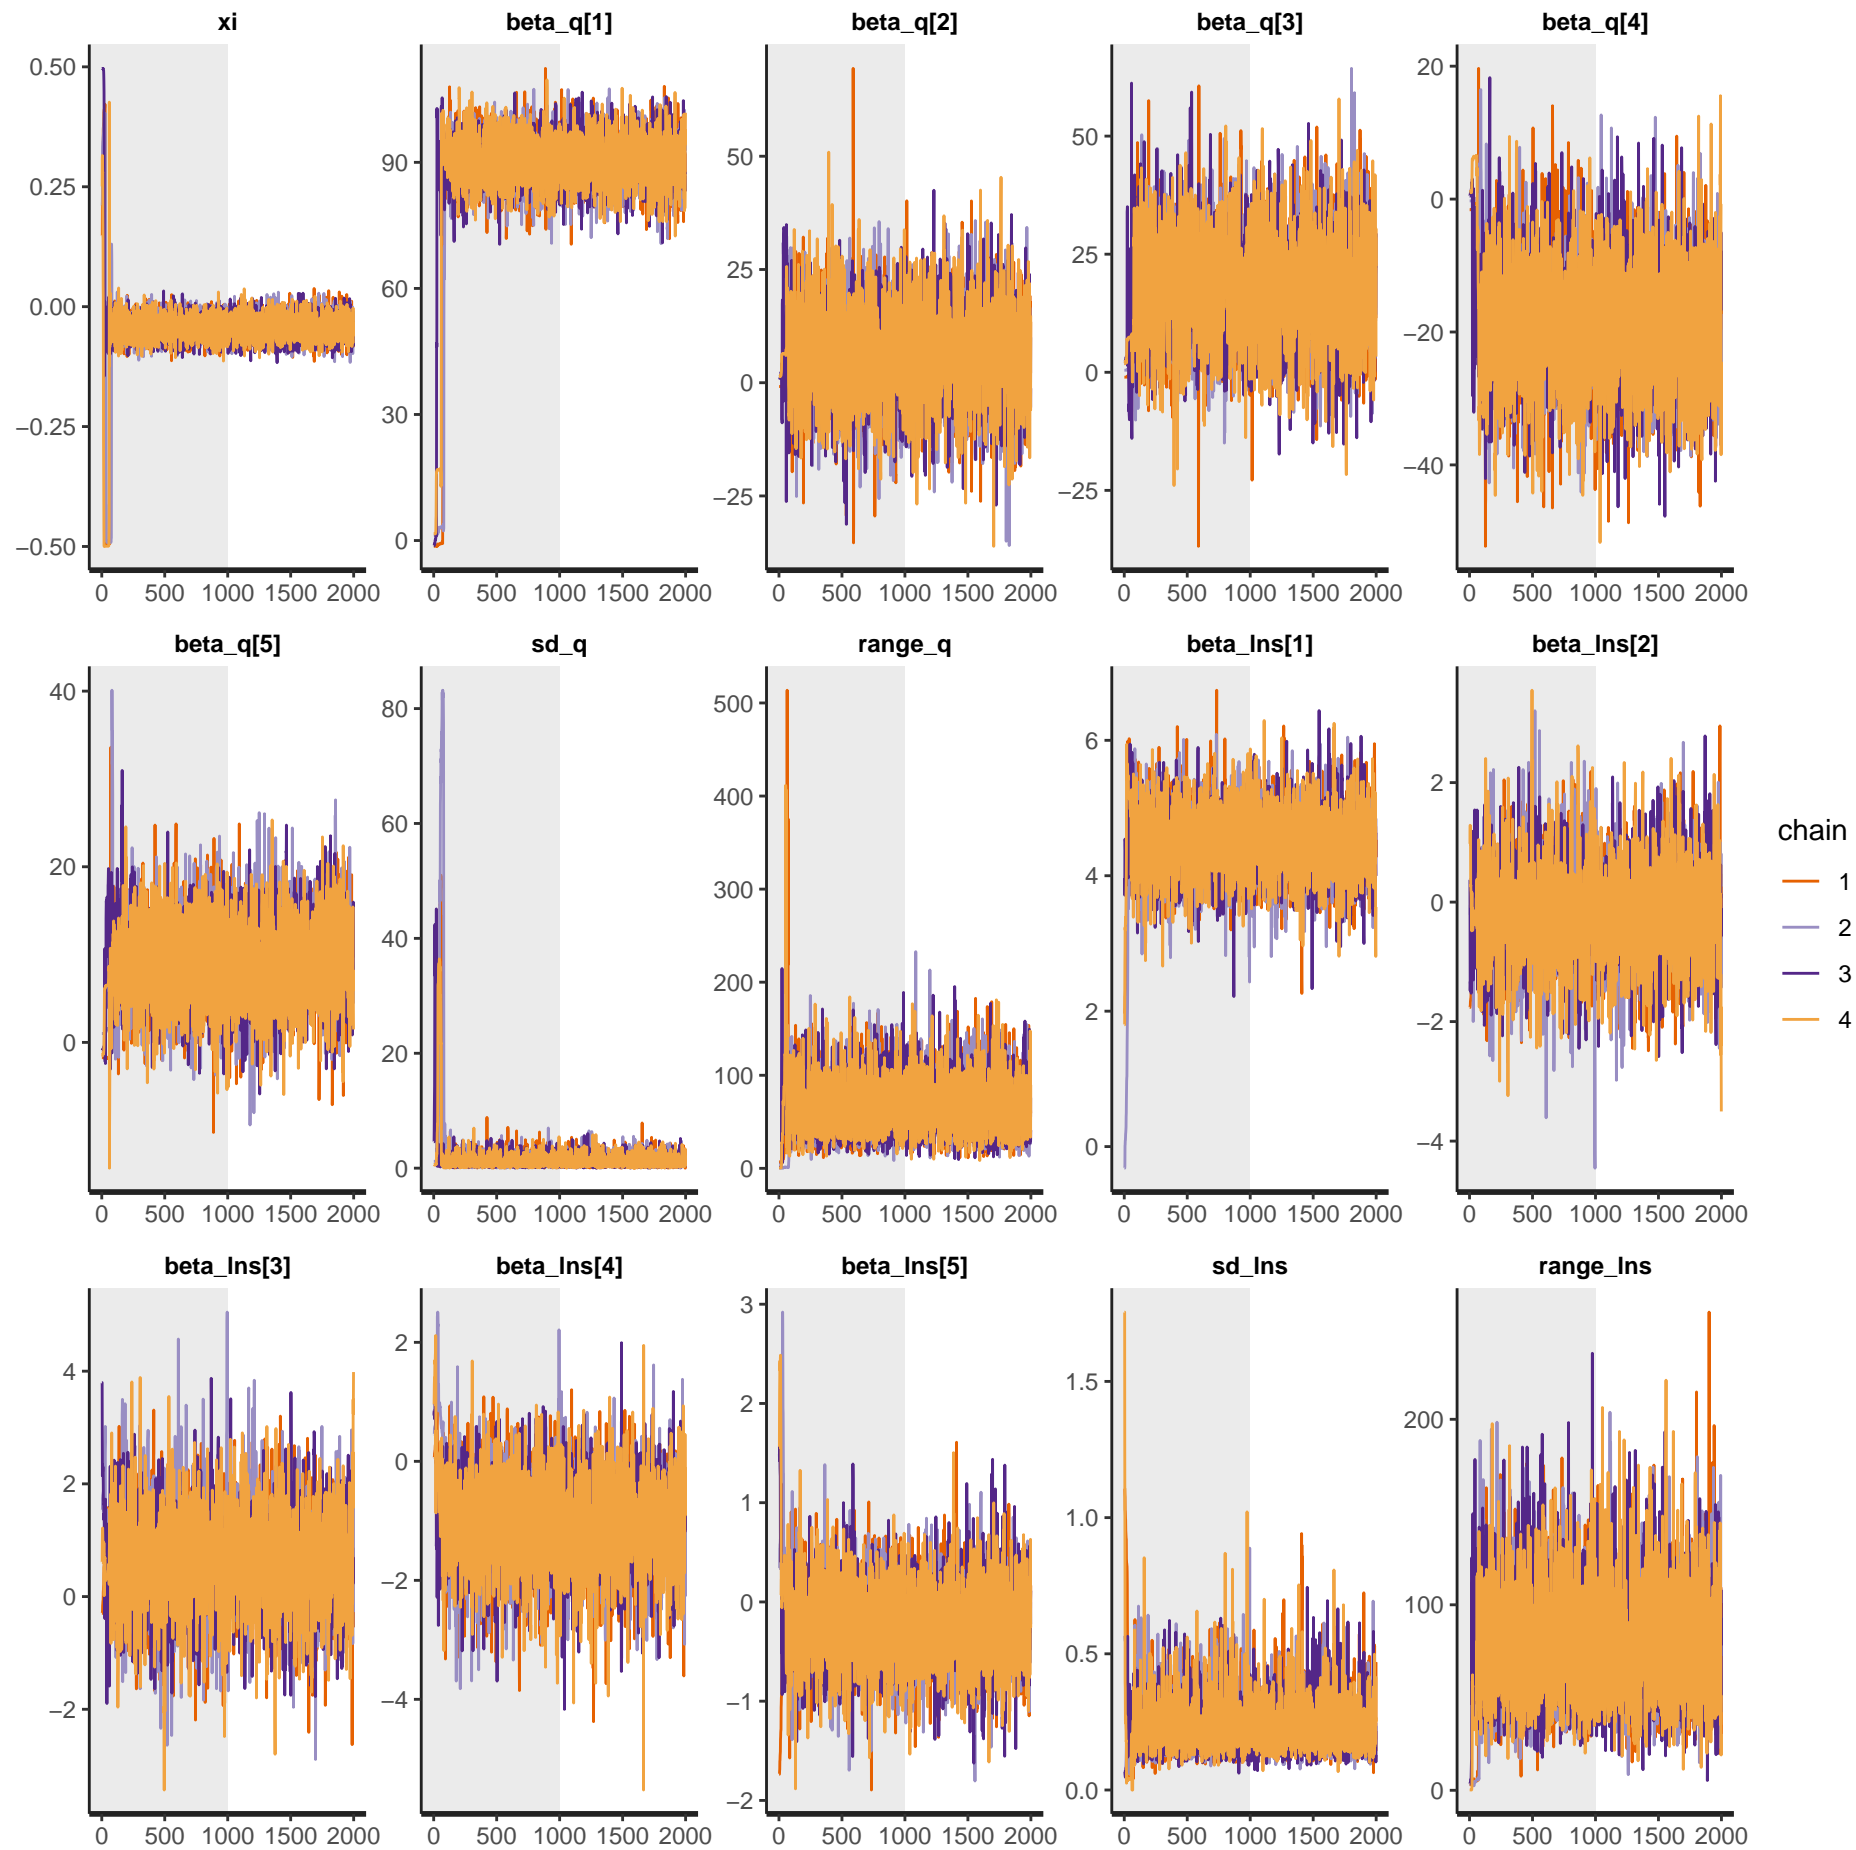 xi beta_q[1] beta_q[2] beta_q[3] beta_q[4]
0.50 20
90 50 50
0.25 0
60 25 25
0.00 0 −20
30 0
−0.25 −25 −25 −40
−0.50 0
0 500 1000 1500 2000 0 500 1000 1500 2000 0 500 1000 1500 2000 0 500 1000 1500 2000 0 500 1000 1500 2000
beta_q[5] sd_q range_q beta_lns[1] beta_lns[2]
40 80 500 6 2
60 400
20 40 300 4 0
200 2 −2
0 20 100
0 0 0 −4
0 500 1000 1500 2000 0 500 1000 1500 2000 0 500 1000 1500 2000 0 500 1000 1500 2000 0 500 1000 1500 2000
chain
1
2
3
4
beta_lns[3] beta_lns[4] beta_lns[5] sd_lns range_lns
4 2 3 1.5 200
2 0 2 1.0
0 −2 1 100
−2 −4 0 0.5
−1
−2 0.0 0
0 500 1000 1500 2000 0 500 1000 1500 2000 0 500 1000 1500 2000 0 500 1000 1500 2000 0 500 1000 1500 2000